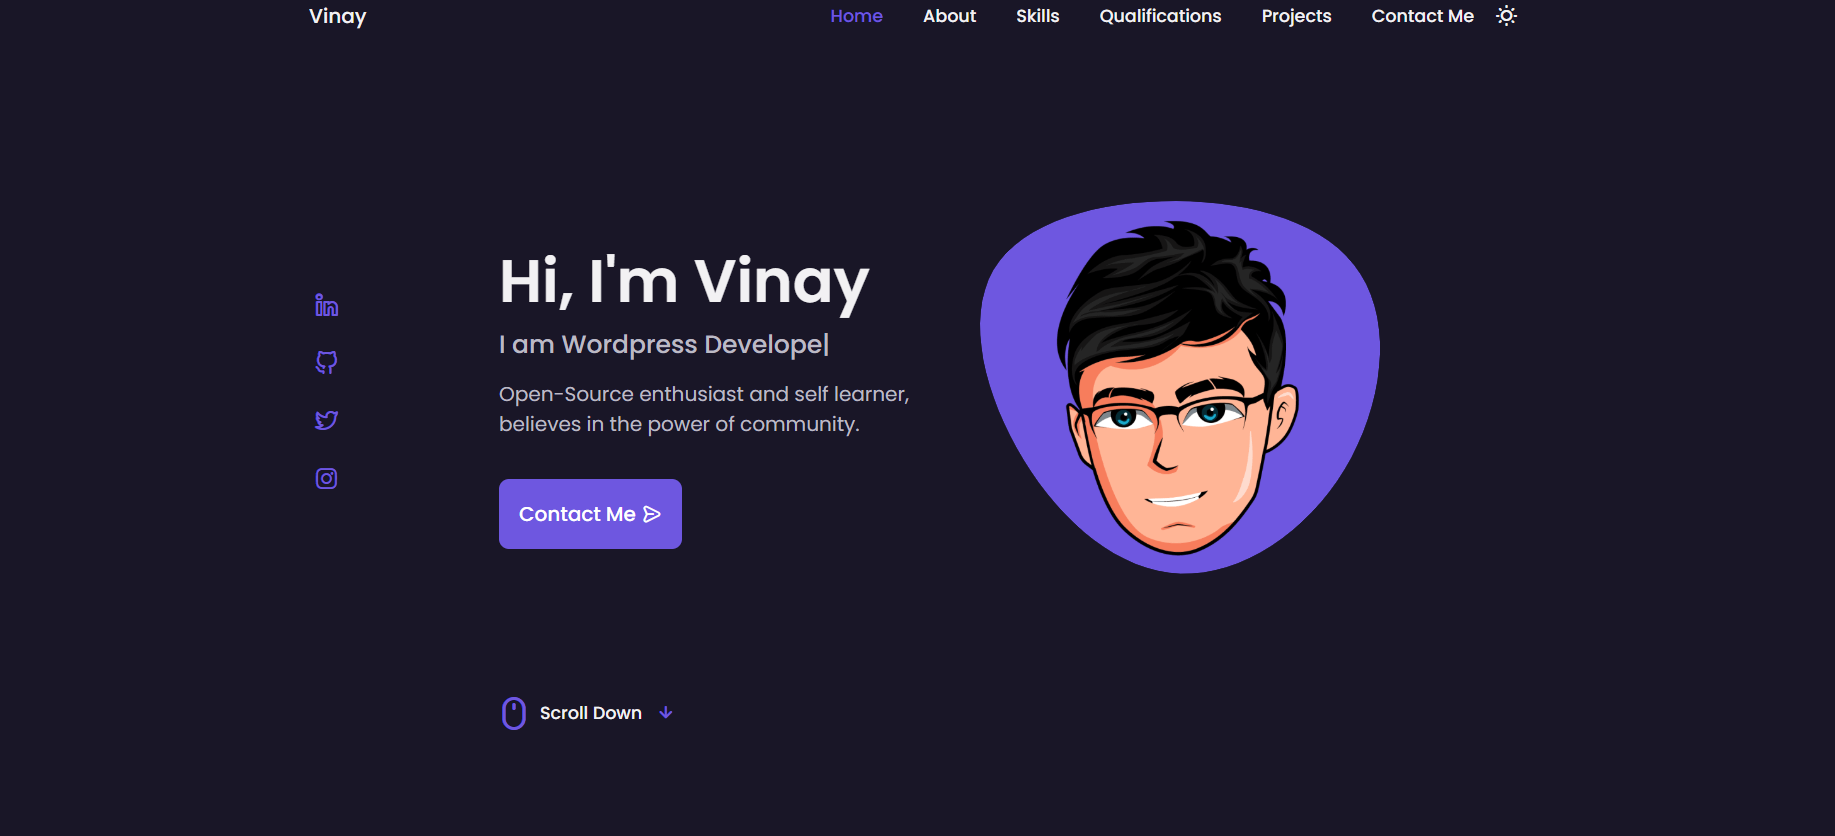 Vinay
Home About Skills Qualifications Projects Contact Me
Hi, I'm Vinay
I am Wordpress Develope|
Open-Source enthusiast and self learner,
believes in the power of community.
Contact Me
Scroll Down